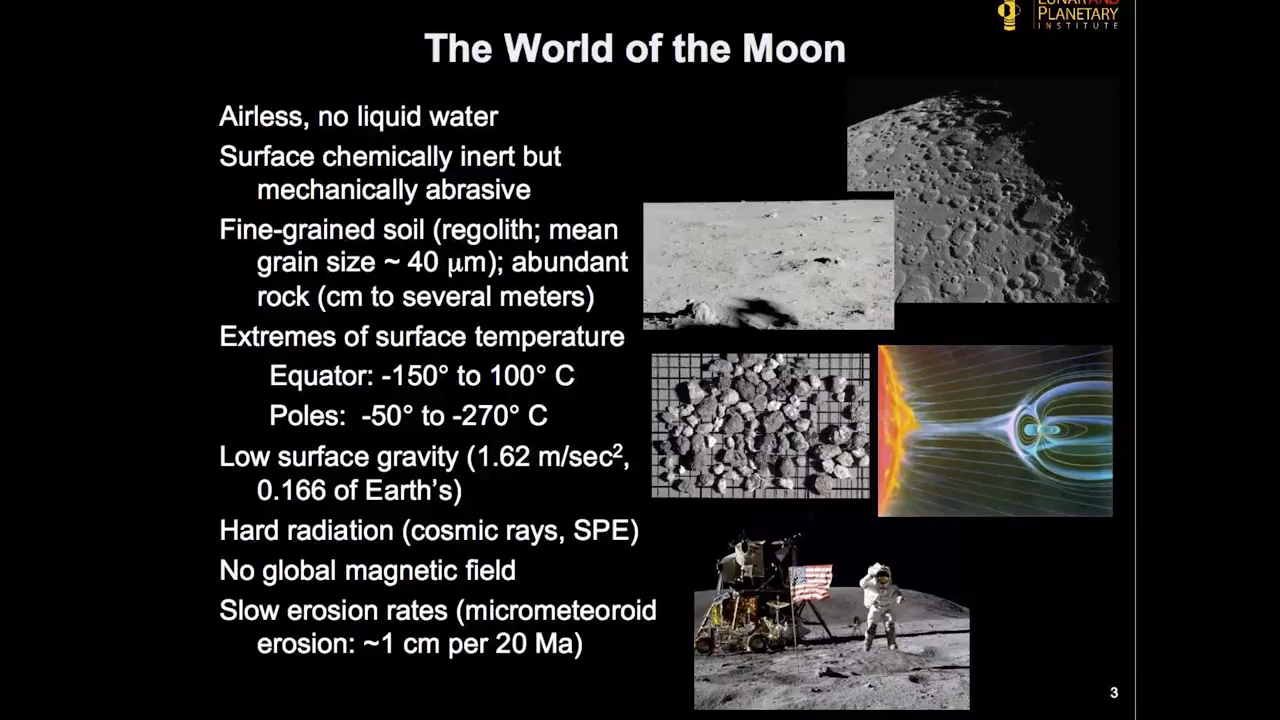 LUNAR AND
PLANETARY
INSTITUTE
The World of the Moon
Airless, no liquid water
Surface chemically inert but
mechanically abrasive
Fine-grained soil (regolith; mean
grain size ~ 40 μm); abundant
rock (cm to several meters)
Extremes of surface temperature
Equator: -150° to 100° C
Poles: -50° to -270° C
Low surface gravity (1.62 m/sec²,
0.166 of Earth’s)
Hard radiation (cosmic rays, SPE)
No global magnetic field
Slow erosion rates (micrometeoroid
erosion: ~1 cm per 20 Ma)
3